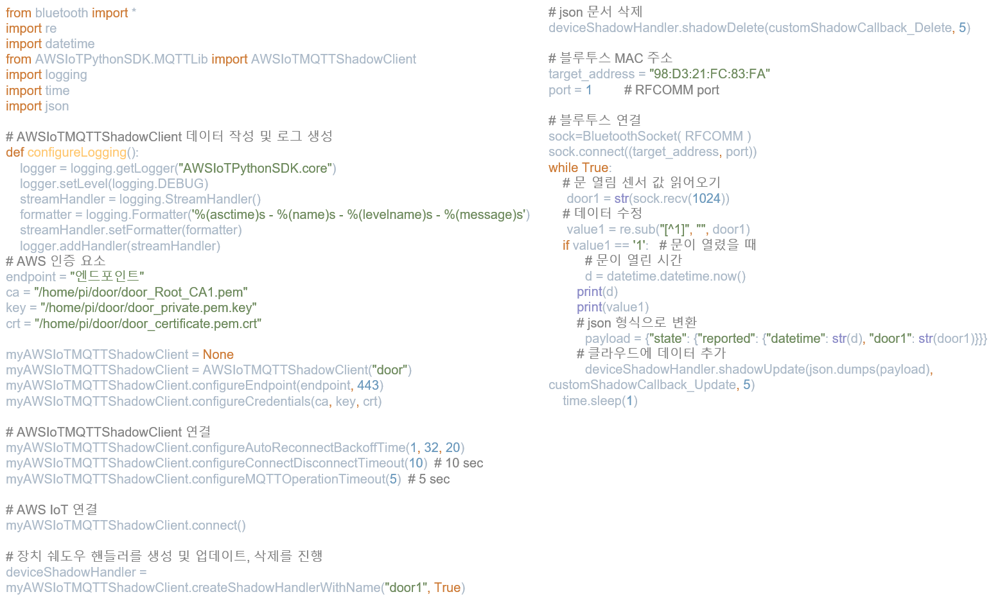 from bluetooth import *
import re
import datetime
from AWSIoTPythonSDK.MQTTLib import AWSIoTMQTTShadowClient
import logging
import time
import json

# AWSIoTMQTTShadowClient 데이터 작성 및 로그 생성
def configureLogging():
    logger = logging.getLogger("AWSIoTPythonSDK.core")
    logger.setLevel(logging.DEBUG)
    streamHandler = logging.StreamHandler()
    formatter = logging.Formatter('%(asctime)s - %(name)s - %(levelname)s - %(message)s')
    streamHandler.setFormatter(formatter)
    logger.addHandler(streamHandler)
# AWS 인증 요소
endpoint = "엔드포인트"
ca = "/home/pi/door/door_Root_CA1.pem"
key = "/home/pi/door/door_private.pem.key"
crt = "/home/pi/door/door_certificate.pem.crt"

myAWSIoTMQTTShadowClient = None
myAWSIoTMQTTShadowClient = AWSIoTMQTTShadowClient("door")
myAWSIoTMQTTShadowClient.configureEndpoint(endpoint, 443)
myAWSIoTMQTTShadowClient.configureCredentials(ca, key, crt)

# AWSIoTMQTTShadowClient 연결
myAWSIoTMQTTShadowClient.configureAutoReconnectBackoffTime(1, 32, 20)
myAWSIoTMQTTShadowClient.configureConnectDisconnectTimeout(10)  # 10 sec
myAWSIoTMQTTShadowClient.configureMQTTOperationTimeout(5)  # 5 sec

# AWS IoT 연결
myAWSIoTMQTTShadowClient.connect()

# 장치 쉐도우 핸들러를 생성 및 업데이트, 삭제를 진행
deviceShadowHandler =
myAWSIoTMQTTShadowClient.createShadowHandlerWithName("door1", True)
# json 문서 삭제
deviceShadowHandler.shadowDelete(customShadowCallback_Delete, 5)

# 블루투스 MAC 주소
target_address = "98:D3:21:FC:83:FA"
port = 1         # RFCOMM port

# 블루투스 연결
sock=BluetoothSocket( RFCOMM )
sock.connect((target_address, port))
while True:
    # 문 열림 센서 값 읽어오기
     door1 = str(sock.recv(1024))
    # 데이터 수정
     value1 = re.sub("[^1]", "", door1)
    if value1 == '1':   # 문이 열렸을 때
          # 문이 열린 시간
          d = datetime.datetime.now()
        print(d)
        print(value1)
        # json 형식으로 변환
          payload = {"state": {"reported": {"datetime": str(d), "door1": str(door1)}}}
        # 클라우드에 데이터 추가
          deviceShadowHandler.shadowUpdate(json.dumps(payload),
customShadowCallback_Update, 5)
    time.sleep(1)